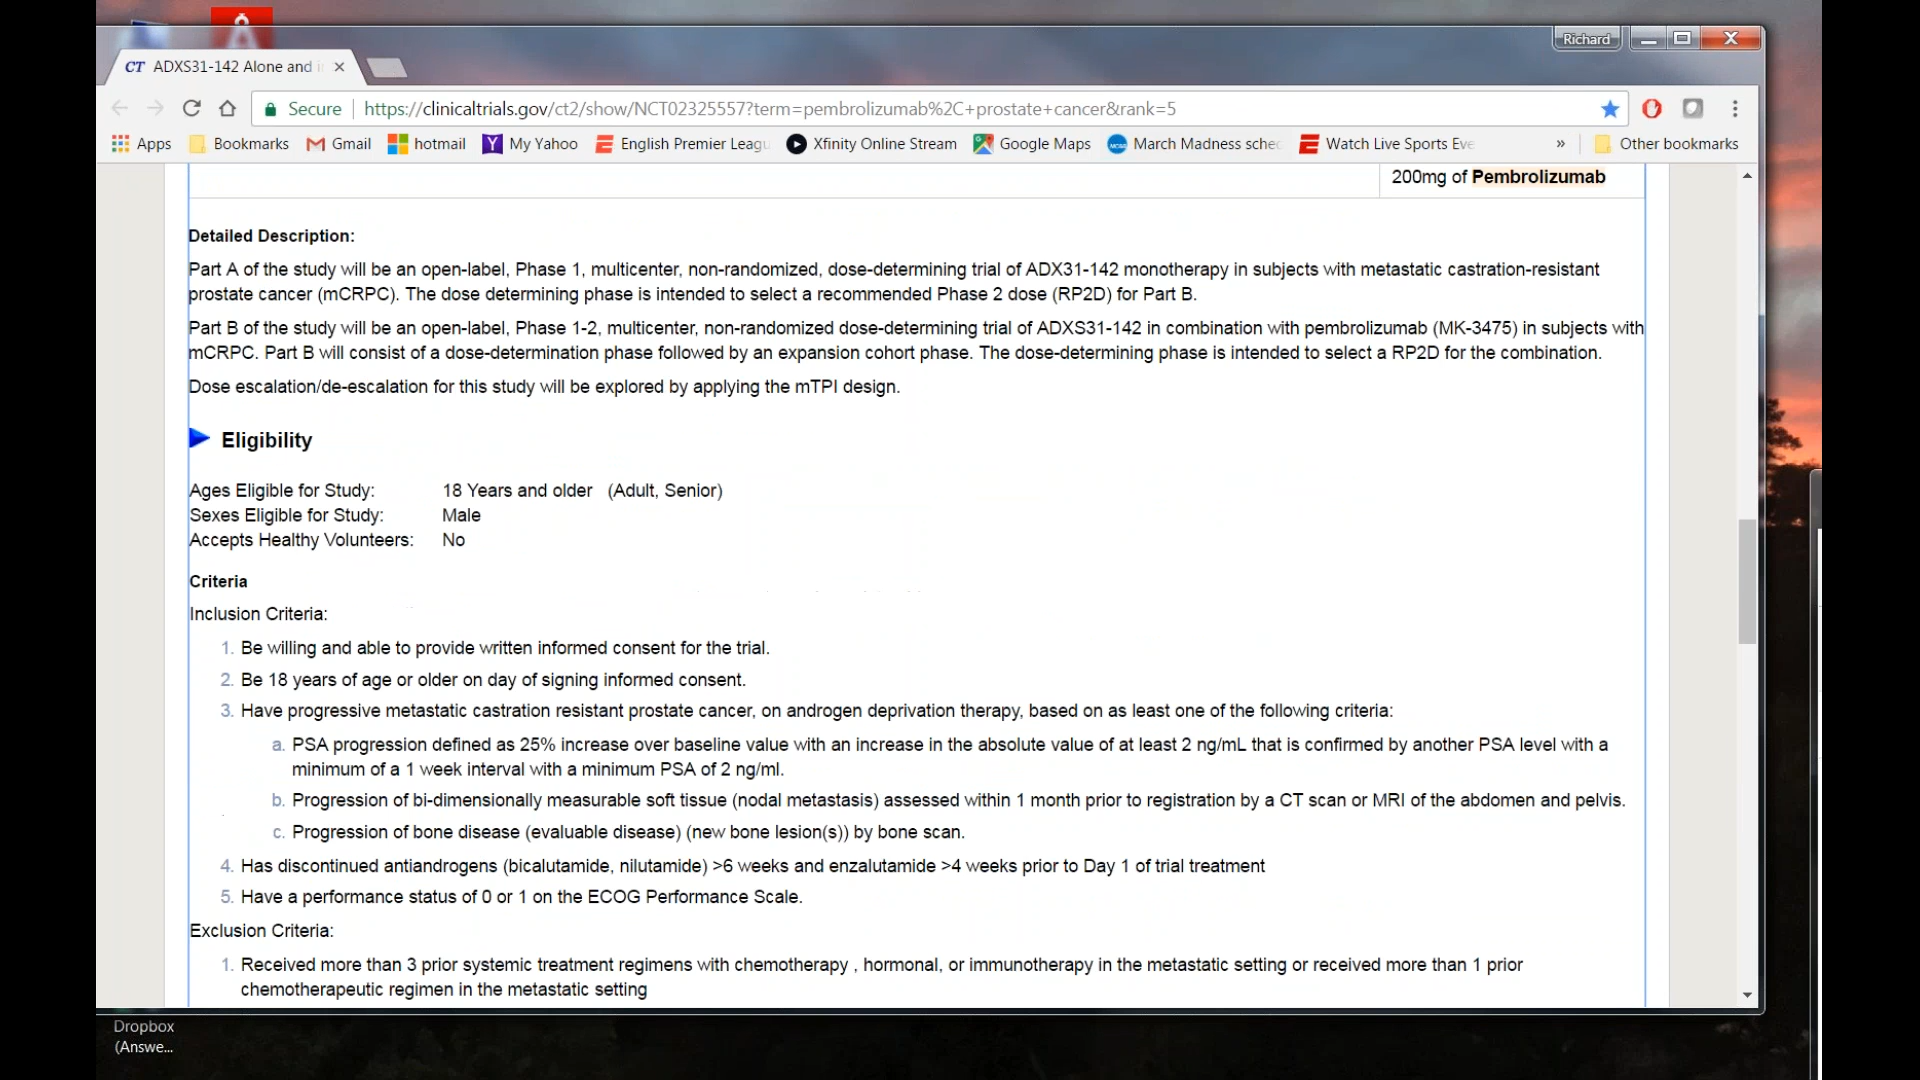 Richard
CT ADXS31-142 Alone and i
Secure https://clinicaltrials.gov/ct2/show/NCT02325557?term=pembrolizumab%2C+prostate+cancer&rank=5
Apps Bookmarks Gmail hotmail My Yahoo English Premier Leagu Xfinity Online Stream Google Maps March Madness sched Watch Live Sports Eve » Other bookmarks
200mg of Pembrolizumab
Detailed Description:
Part A of the study will be an open-label, Phase 1, multicenter, non-randomized, dose-determining trial of ADX31-142 monotherapy in subjects with metastatic castration-resistant
prostate cancer (mCRPC). The dose determining phase is intended to select a recommended Phase 2 dose (RP2D) for Part B.
Part B of the study will be an open-label, Phase 1-2, multicenter, non-randomized dose-determining trial of ADXS31-142 in combination with pembrolizumab (MK-3475) in subjects with
mCRPC. Part B will consist of a dose-determination phase followed by an expansion cohort phase. The dose-determining phase is intended to select a RP2D for the combination.
Dose escalation/de-escalation for this study will be explored by applying the mTPI design.
Eligibility
Ages Eligible for Study: 18 Years and older (Adult, Senior)
Sexes Eligible for Study: Male
Accepts Healthy Volunteers: No
Criteria
Inclusion Criteria:
1. Be willing and able to provide written informed consent for the trial.
2. Be 18 years of age or older on day of signing informed consent.
3. Have progressive metastatic castration resistant prostate cancer, on androgen deprivation therapy, based on as least one of the following criteria:
a. PSA progression defined as 25% increase over baseline value with an increase in the absolute value of at least 2 ng/mL that is confirmed by another PSA level with a
minimum of a 1 week interval with a minimum PSA of 2 ng/ml.
b. Progression of bi-dimensionally measurable soft tissue (nodal metastasis) assessed within 1 month prior to registration by a CT scan or MRI of the abdomen and pelvis.
c. Progression of bone disease (evaluable disease) (new bone lesion(s)) by bone scan.
4. Has discontinued antiandrogens (bicalutamide, nilutamide) >6 weeks and enzalutamide >4 weeks prior to Day 1 of trial treatment
5. Have a performance status of 0 or 1 on the ECOG Performance Scale.
Exclusion Criteria:
1. Received more than 3 prior systemic treatment regimens with chemotherapy , hormonal, or immunotherapy in the metastatic setting or received more than 1 prior
chemotherapeutic regimen in the metastatic setting
Dropbox
(Answe...